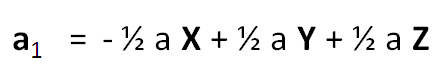 a₁ = - ½ a X + ½ a Y + ½ a Z